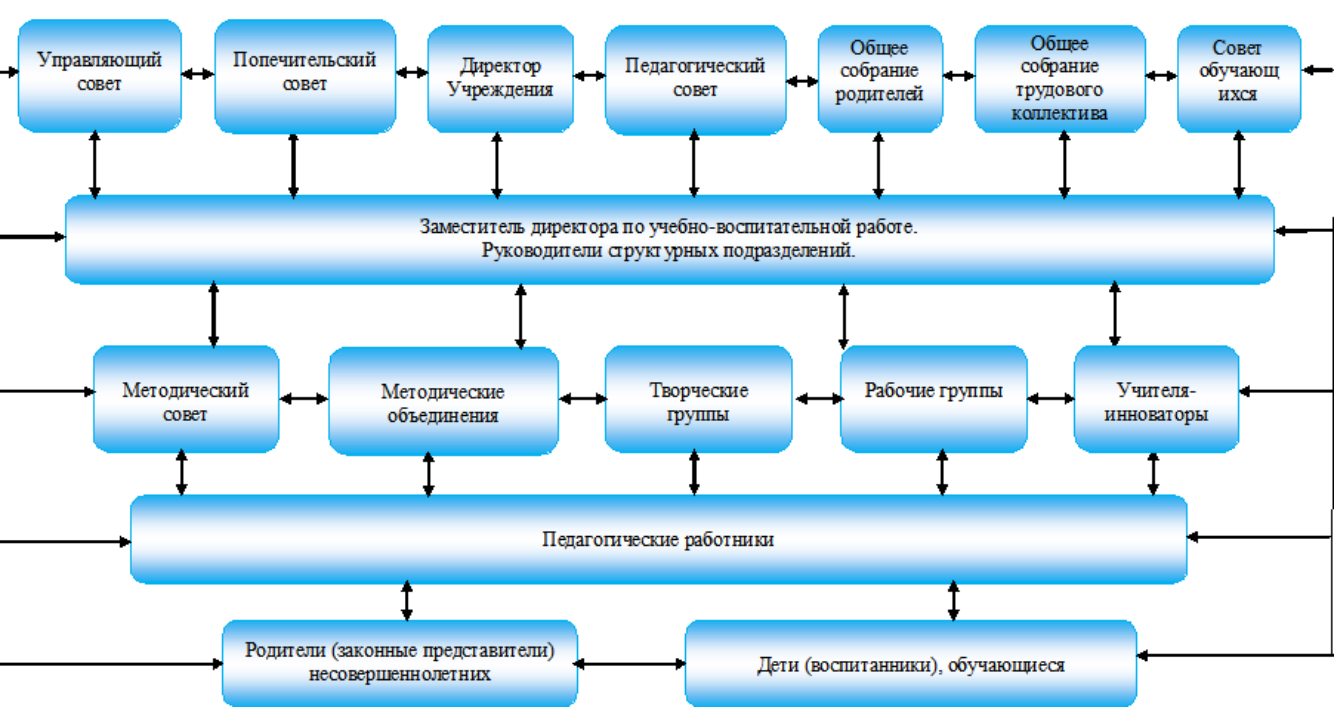 Управляющий
совет
Попечительский
совет
Директор
Учреждения
Педагогический
совет
Общее
собрание
родителей
Общее
собрание
трудового
коллектива
Совет
обучающ
ихся
Заместитель директора по учебно-воспитательной работе.
Руководители структурных подразделений.
Методический
совет
Методические
объединения
Творческие
группы
Рабочие группы
Учителя-
инноваторы
Педагогические работники
Родители (законные представители)
несовершеннолетних
Дети (воспитанники), обучающиеся